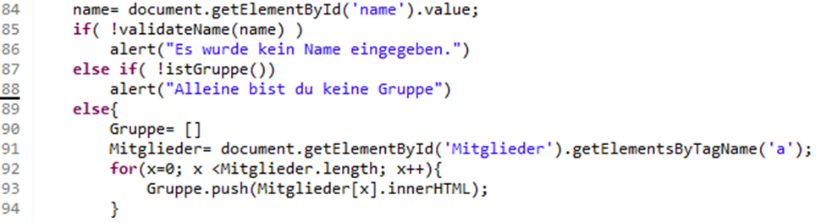 84 name= document.getElementById('name').value;
85 if( !validateName(name) )
86 alert("Es wurde kein Name eingegeben.")
87 else if( !istGruppe())
88 alert("Alleine bist du keine Gruppe")
89 else{
90 Gruppe= []
91 Mitglieder= document.getElementById('Mitglieder').getElementsByTagName('a');
92 for(x=0; x <Mitglieder.length; x++){
93 Gruppe.push(Mitglieder[x].innerHTML);
94 }